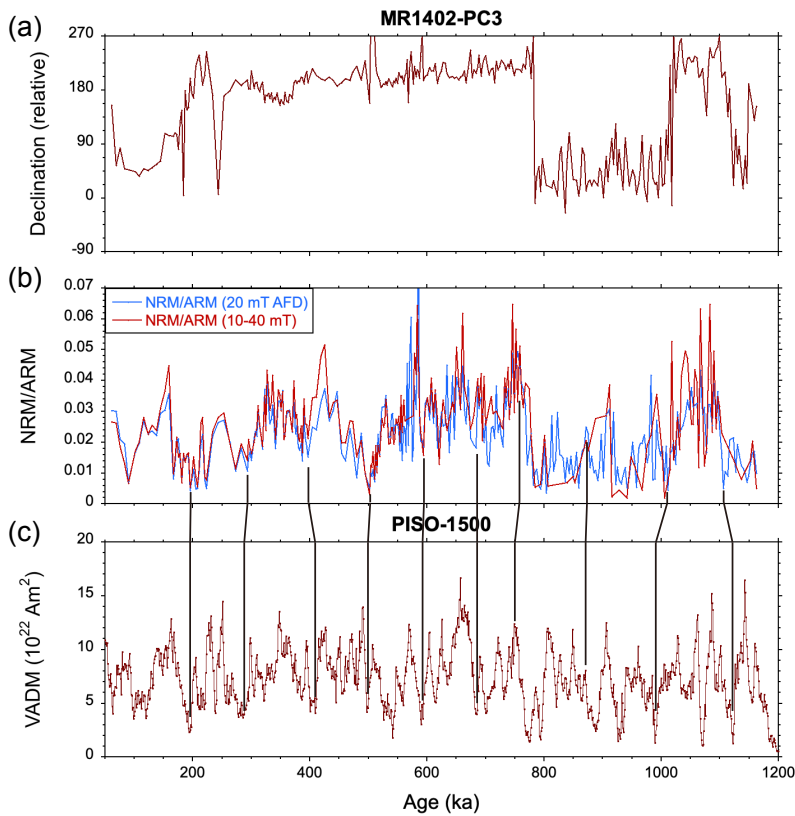 (a)
MR1402-PC3
270
180
90
0
-90
Declination (relative)
(b)
0.07
0.06
0.05
0.04
0.03
0.02
0.01
0
NRM/ARM
NRM/ARM (20 mT AFD)
NRM/ARM (10-40 mT)
(c)
PISO-1500
20
15
10
5
0
VADM (10²² Am²)
200 400 600 800 1000 1200
Age (ka)